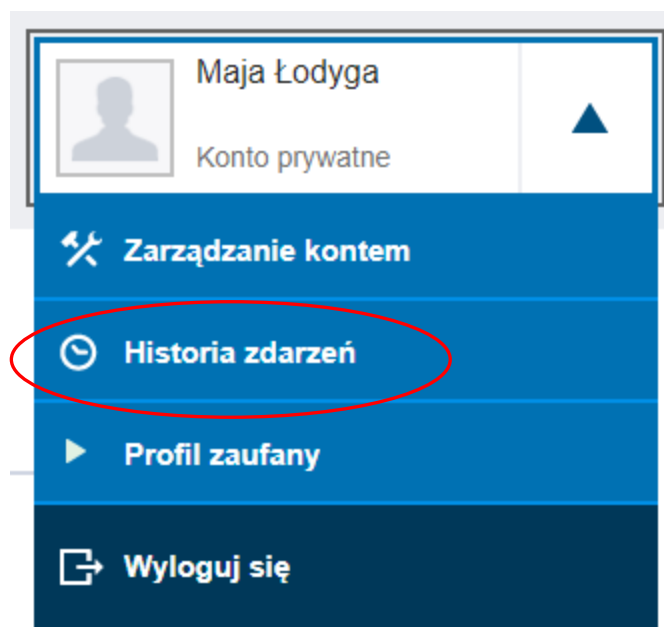 Maja Łodyga
Konto prywatne
Zarządzanie kontem
Historia zdarzeń
Profil zaufany
Wyloguj się